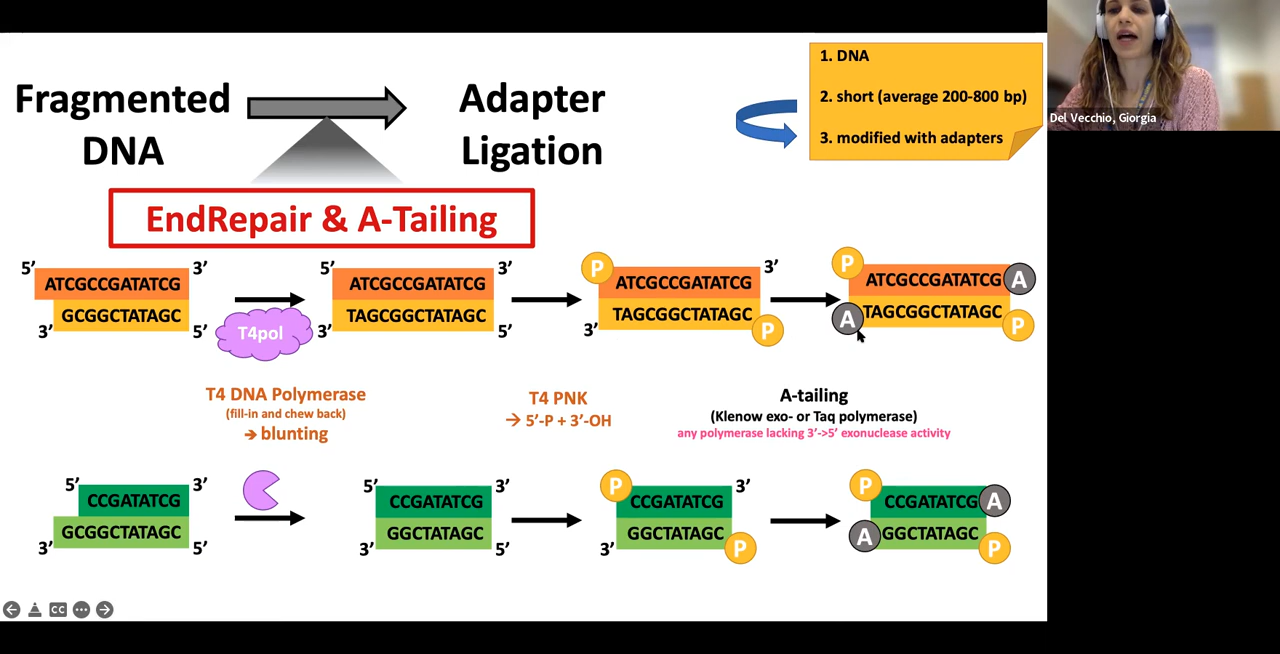 Fragmented
DNA
Adapter
Ligation
1. DNA
2. short (average 200-800 bp)
3. modified with adapters
Del Vecchio, Giorgia
EndRepair & A-Tailing
5’ 3’
ATCGCCGATATCG
GCGGCTATAGC
3’ 5’
T4pol
5’ 3’
ATCGCCGATATCG
TAGCGGCTATAGC
3’ 5’
P 3’
ATCGCCGATATCG
TAGCGGCTATAGC
3’ P
P
ATCGCCGATATCG A
A TAGCGGCTATAGC
P
T4 DNA Polymerase
(fill-in and chew back)
➔ blunting
T4 PNK
→ 5’-P + 3’-OH
A-tailing
(Klenow exo- or Taq polymerase)
any polymerase lacking 3’->5’ exonuclease activity
5’ 3’
CCGATATCG
GCGGCTATAGC
3’ 5’
5’ 3’
CCGATATCG
GGCTATAGC
3’ 5’
P 3’
CCGATATCG
GGCTATAGC
3’ P
P
CCGATATCG A
A GGCTATAGC
P
CC